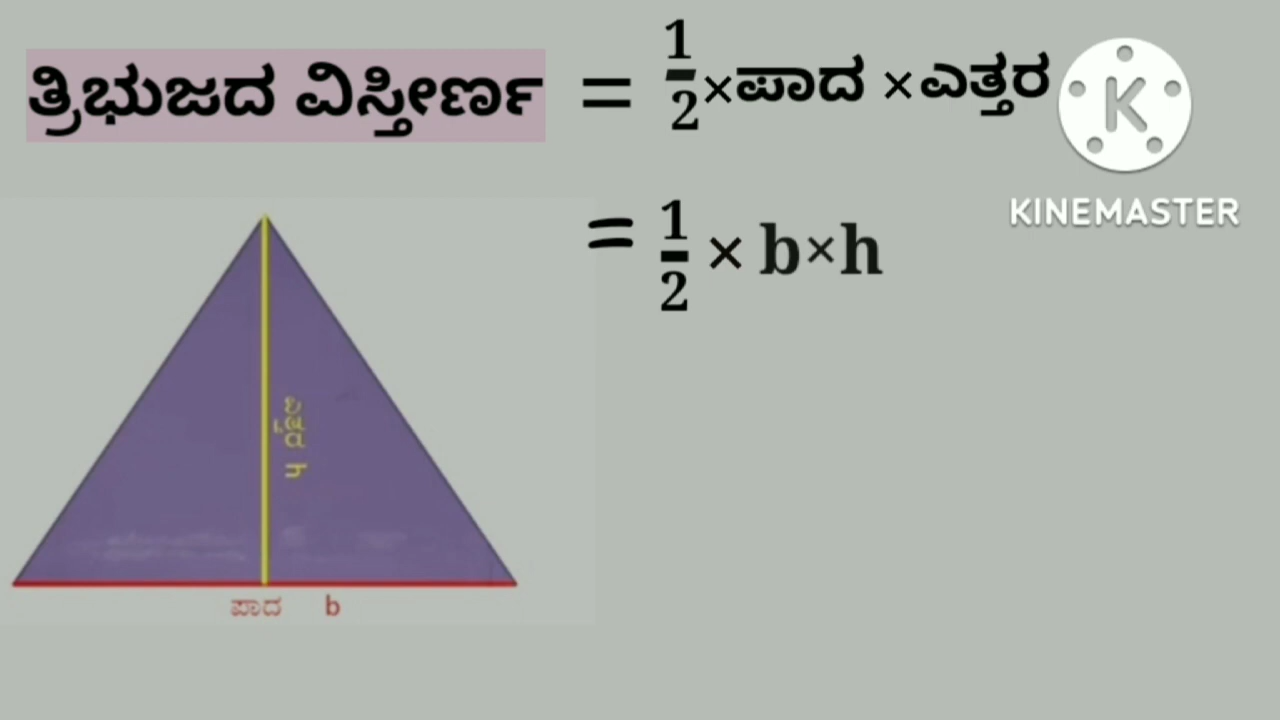 ತ್ರಿಭುಜದ ವಿಸ್ತೀರ್ಣ = 1/2 ×ಪಾದ ×ಎತ್ತರ
= 1/2 × b×h
K
KINEMASTER
h
ಪಾದ b